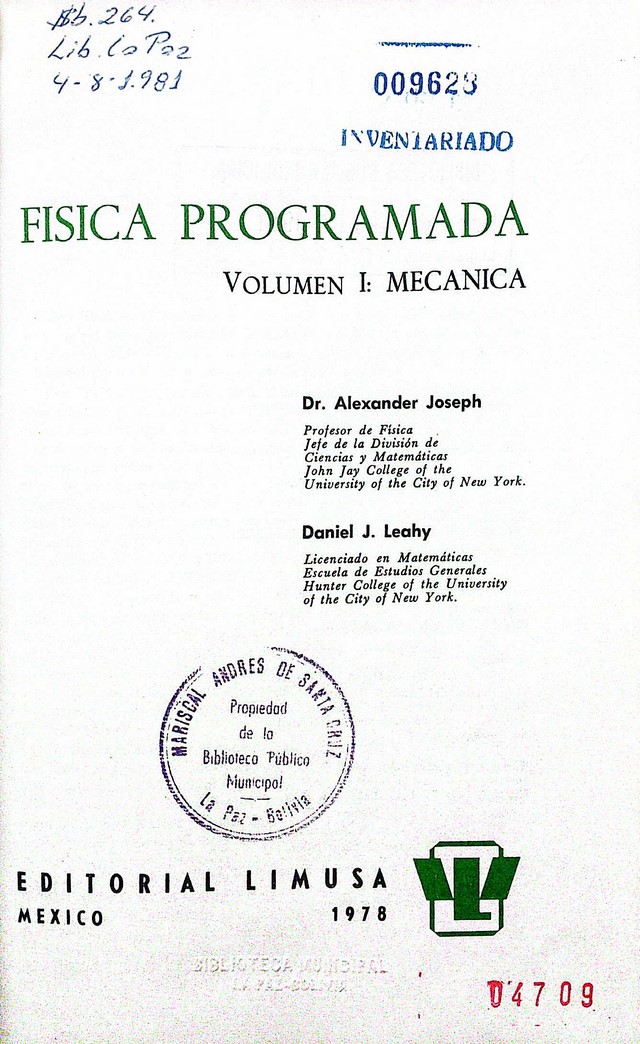 $b. 264.
Lib. La Paz
4-8-1.981
009623
INVENTARIADO
FISICA PROGRAMADA
VOLUMEN I: MECANICA
Dr. Alexander Joseph
Profesor de Física
Jefe de la División de
Ciencias y Matemáticas
John Jay College of the
University of the City of New York.
Daniel J. Leahy
Licenciado en Matemáticas
Escuela de Estudios Generales
Hunter College of the University
of the City of New York.
MARISCAL ANDRES DE SANTA CRUZ
Propiedad
de la
Biblioteca Pública
Municipal
La Paz - Bolivia
EDITORIAL LIMUSA
MEXICO 1978
BIBLIOTECA MUNICIPAL
LA PAZ-BOLIVIA
04709